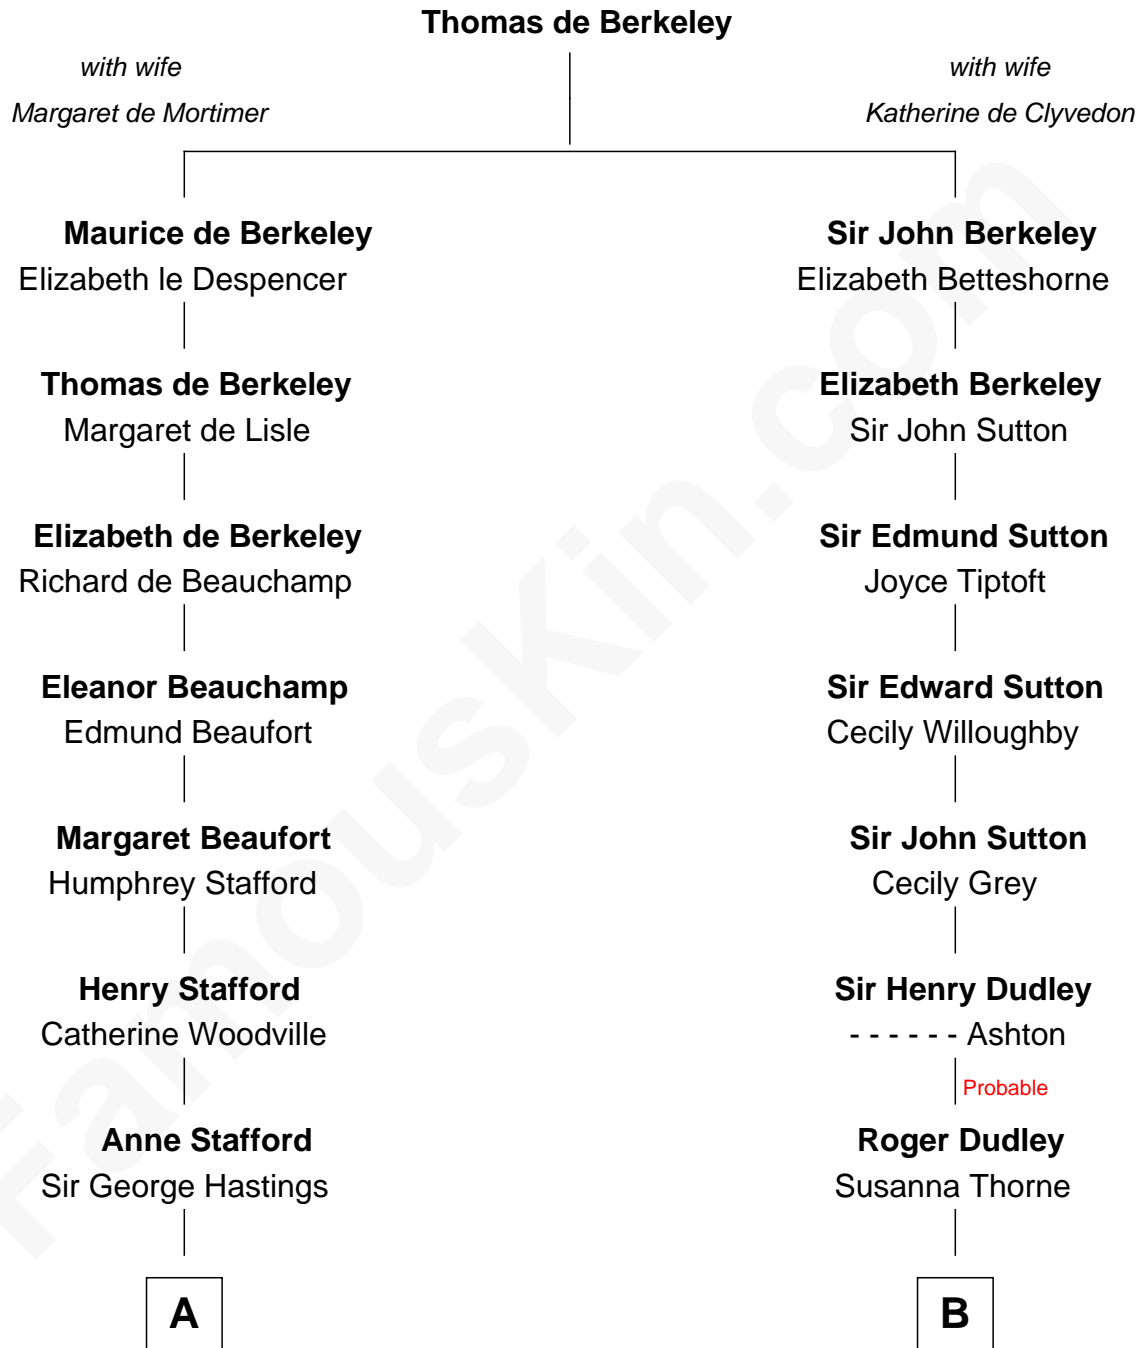 Thomas de Berkeley
with wife
Margaret de Mortimer
with wife
Katherine de Clyvedon
Maurice de Berkeley
Elizabeth le Despencer
Thomas de Berkeley
Margaret de Lisle
Elizabeth de Berkeley
Richard de Beauchamp
Eleanor Beauchamp
Edmund Beaufort
Margaret Beaufort
Humphrey Stafford
Henry Stafford
Catherine Woodville
Anne Stafford
Sir George Hastings
A
Sir John Berkeley
Elizabeth Betteshorne
Elizabeth Berkeley
Sir John Sutton
Sir Edmund Sutton
Joyce Tiptoft
Sir Edward Sutton
Cecily Willoughby
Sir John Sutton
Cecily Grey
Sir Henry Dudley
- - - - - - Ashton
Probable
Roger Dudley
Susanna Thorne
B
FamousKin.com